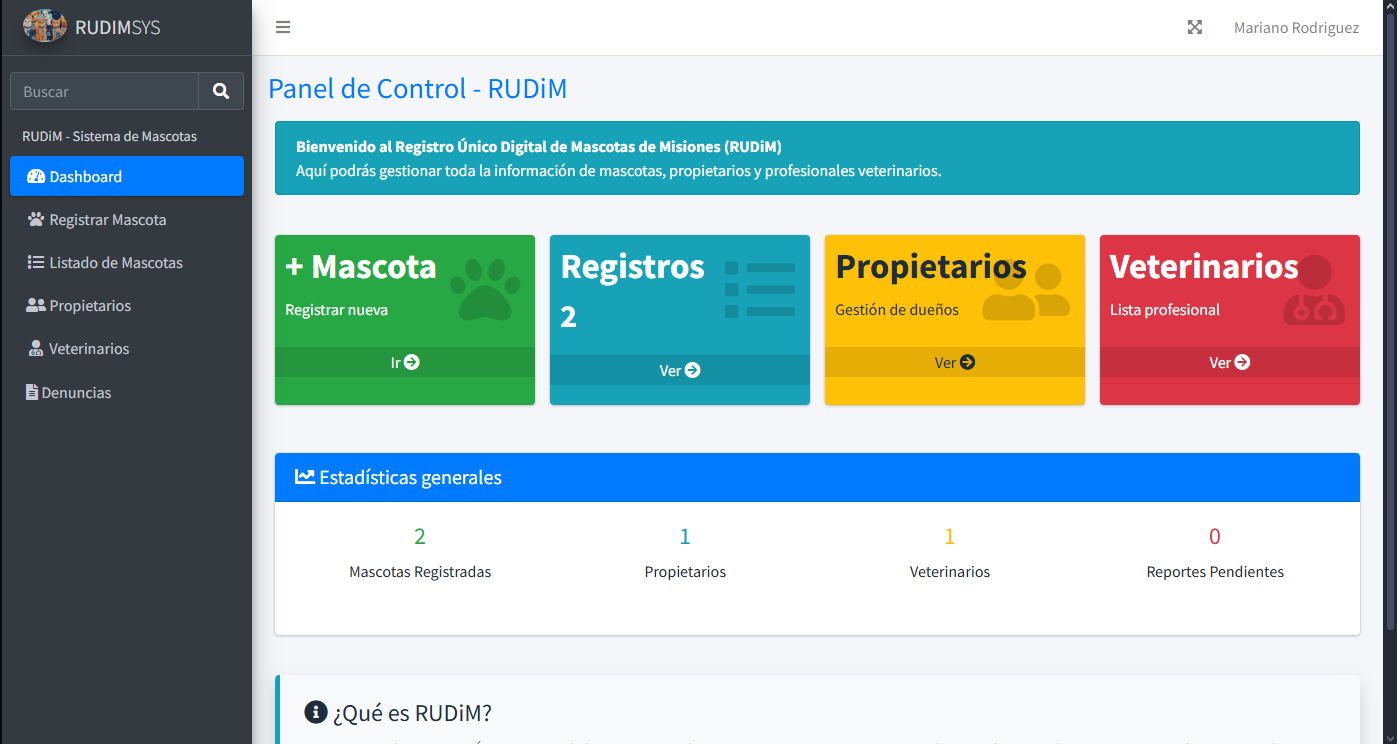 RUDIMSYS
Mariano Rodriguez
Buscar
RUDiM - Sistema de Mascotas
Dashboard
Registrar Mascota
Listado de Mascotas
Propietarios
Veterinarios
Denuncias
Panel de Control - RUDiM
Bienvenido al Registro Único Digital de Mascotas de Misiones (RUDiM)
Aquí podrás gestionar toda la información de mascotas, propietarios y profesionales veterinarios.
+ Mascota
Registrar nueva
Ir
Registros
2
Ver
Propietarios
Gestión de dueños
Ver
Veterinarios
Lista profesional
Ver
Estadísticas generales
2
Mascotas Registradas
1
Propietarios
1
Veterinarios
0
Reportes Pendientes
¿Qué es RUDiM?